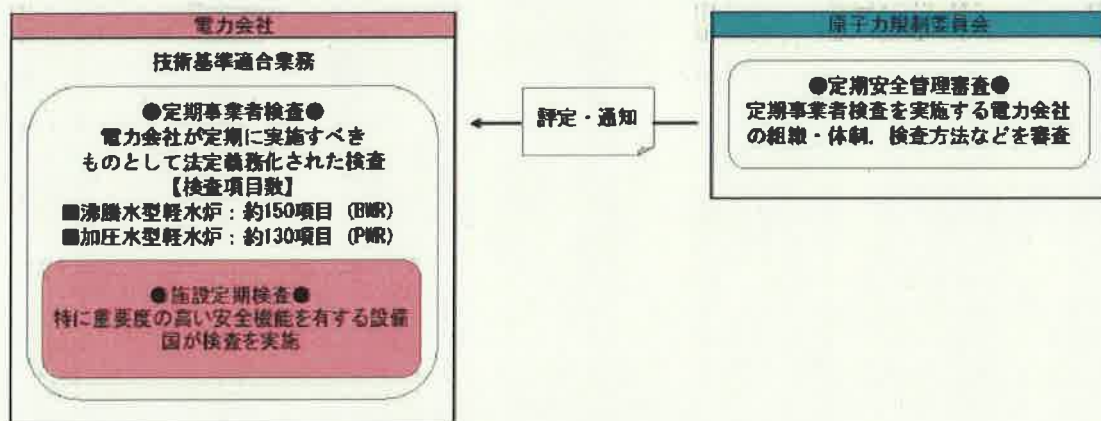 電力会社
技術基準適合業務
●定期事業者検査●
電力会社が定期に実施すべき
ものとして法定義務化された検査
【検査項目数】
■沸騰水型軽水炉:約150項目 (BWR)
■加圧水型軽水炉:約130項目 (PWR)
●施設定期検査●
特に重要度の高い安全機能を有する設備
国が検査を実施
評定・通知
原子力規制委員会
●定期安全管理審査●
定期事業者検査を実施する電力会社
の組織・体制,検査方法などを審査